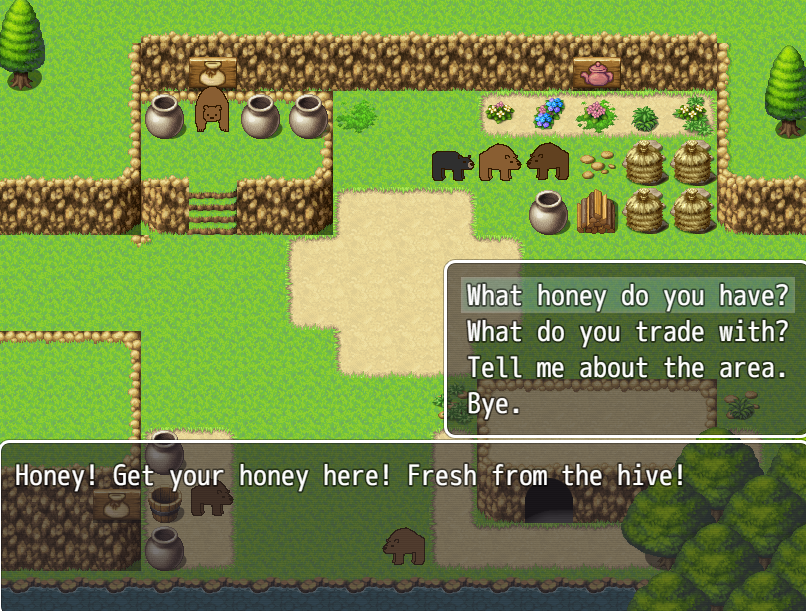 What honey do you have?
What do you trade with?
Tell me about the area.
Bye.
Honey! Get your honey here! Fresh from the hive!